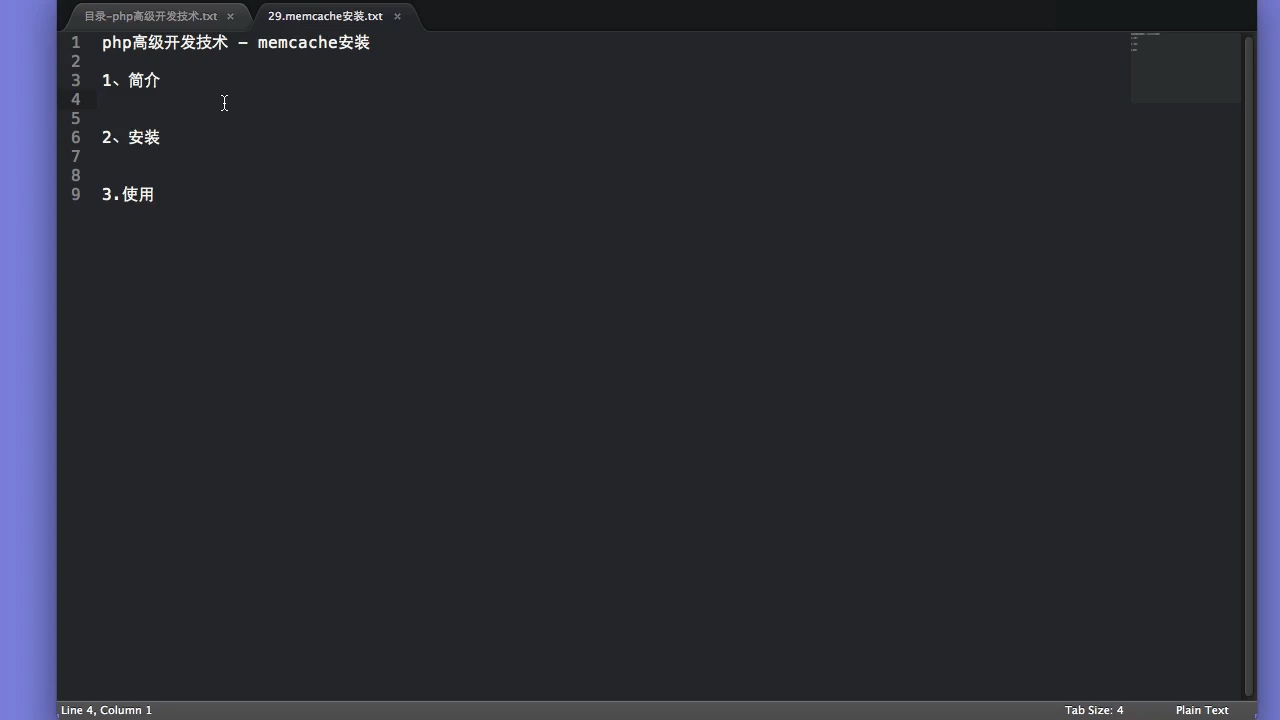 目录-php高级开发技术.txt ×
29.memcache安装.txt ×
1 php高级开发技术 - memcache安装
2
3 1、简介
4
5
6 2、安装
7
8
9 3.使用
Line 4, Column 1
Tab Size: 4
Plain Text